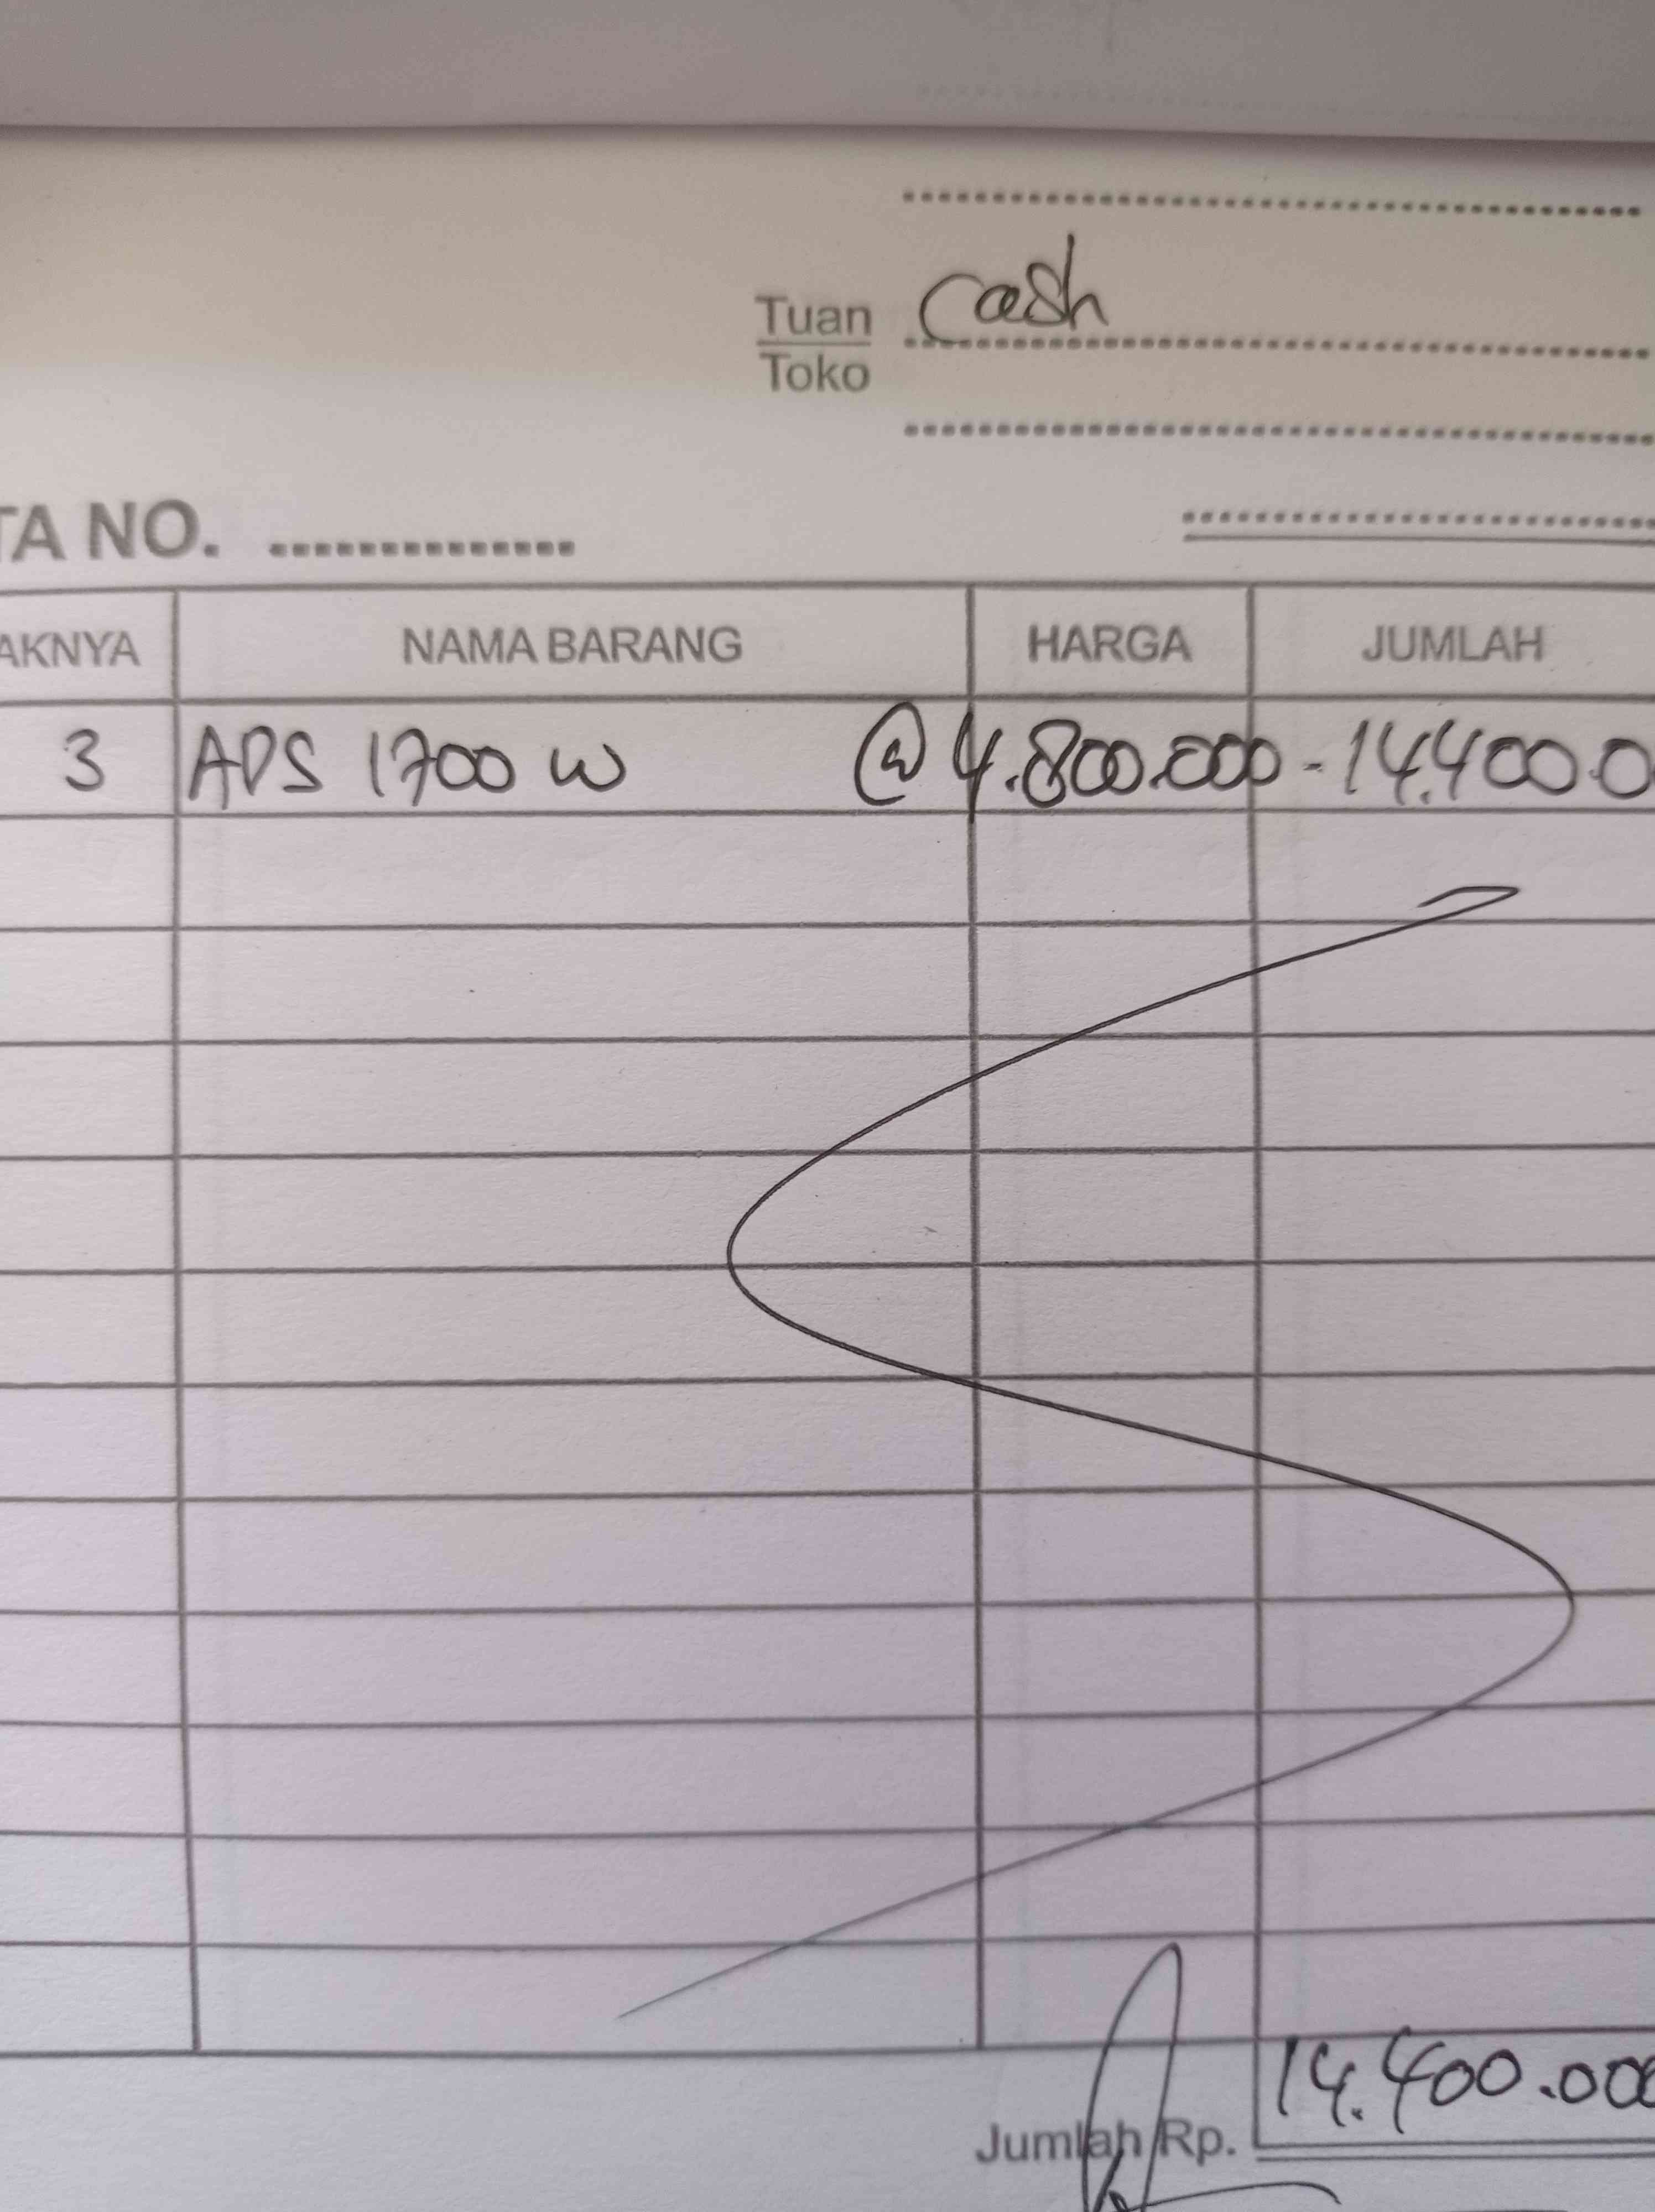 Cash
Tuan
Toko
TA NO. ..............
AKNYA NAMA BARANG HARGA JUMLAH
3 APS 1700 W @ 4.800.000 - 14.400.0
14.400.000
Jumlah Rp.